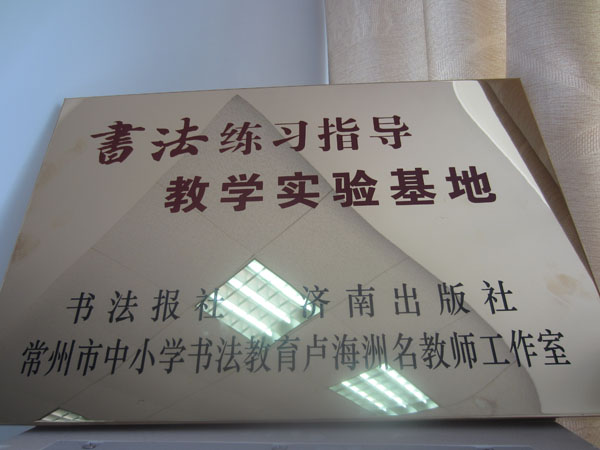 書法练习指导
教学实验基地
书法报社 济南出版社
常州市中小学书法教育卢海洲名教师工作室